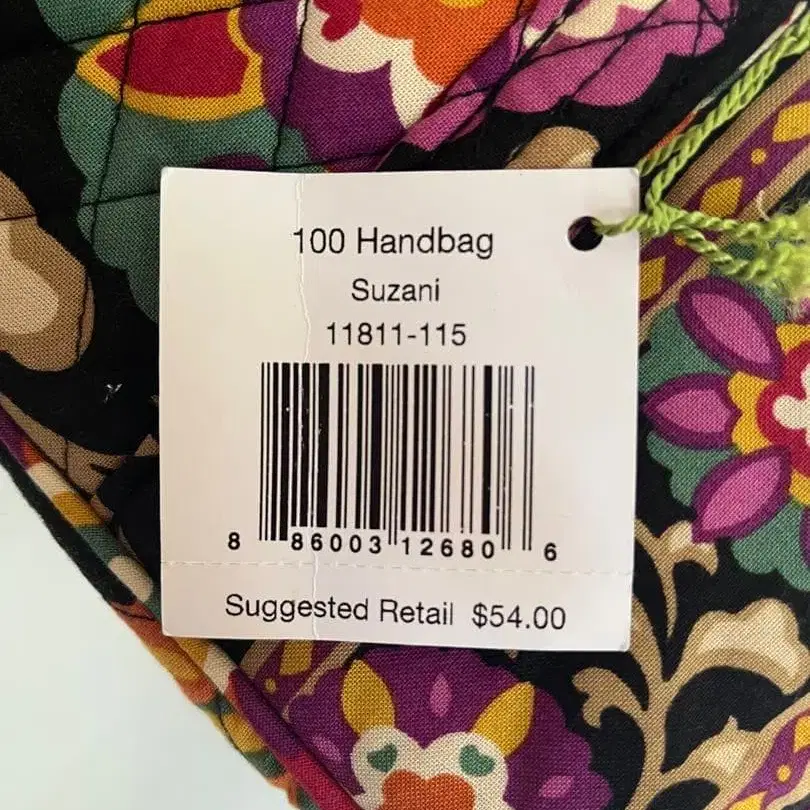 100 Handbag
Suzani
11811-115
8 86003 12680 6
Suggested Retail $54.00